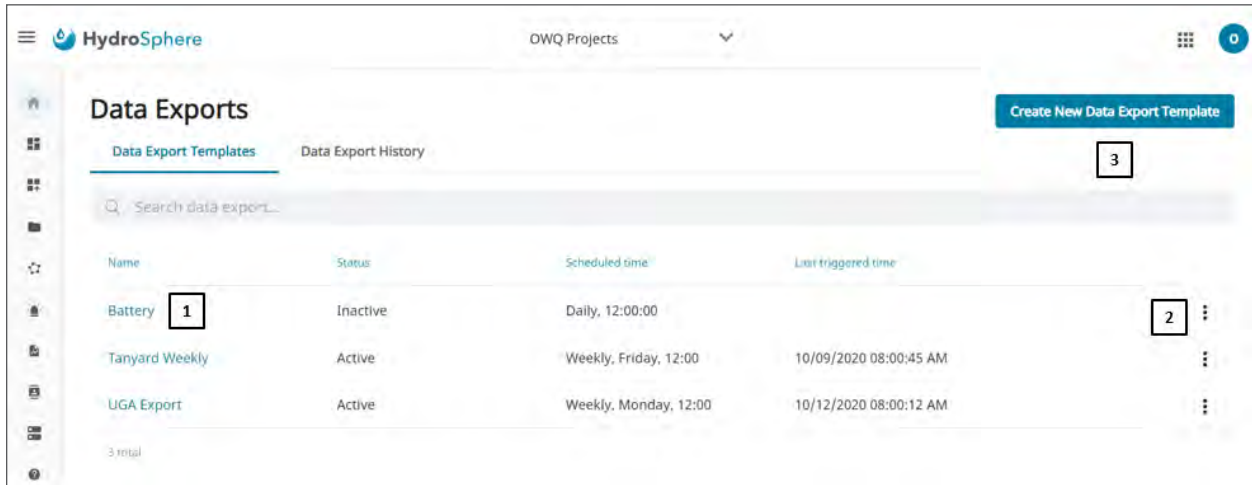 HydroSphere
OWQ Projects
O
Data Exports
Create New Data Export Template
Data Export Templates
Data Export History
3
Search data export...
Name Status Scheduled time Last triggered time
Battery 1 Inactive Daily, 12:00:00 2
Tanyard Weekly Active Weekly, Friday, 12:00 10/09/2020 08:00:45 AM
UGA Export Active Weekly, Monday, 12:00 10/12/2020 08:00:12 AM
3 total